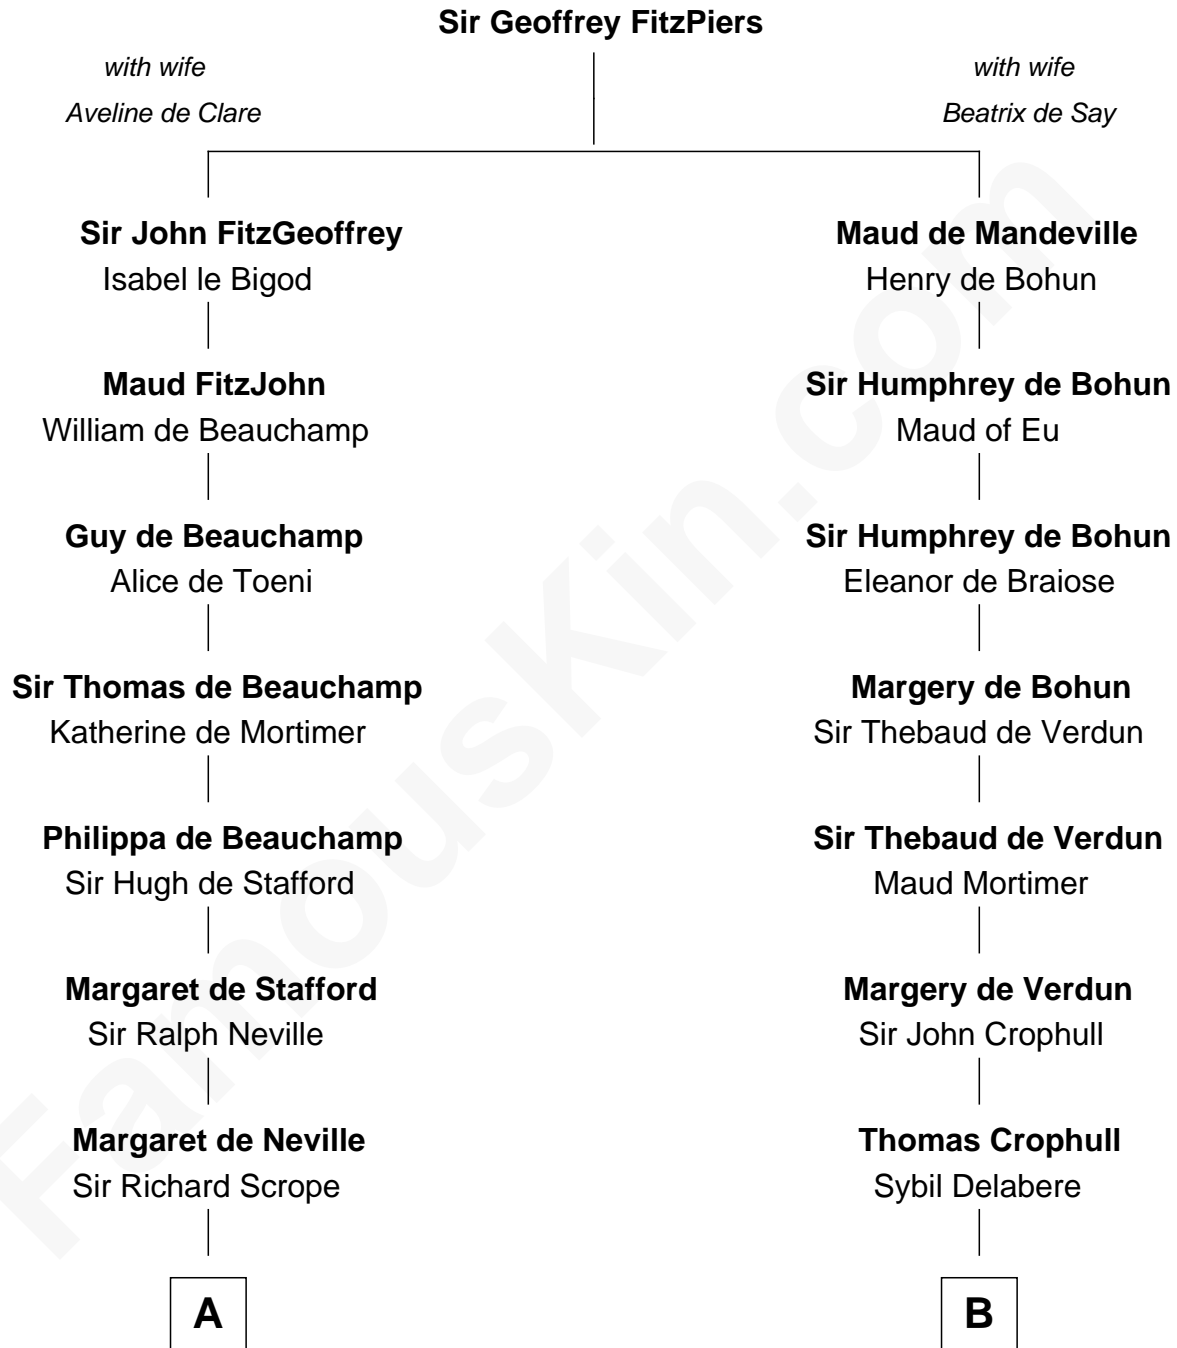 Sir Geoffrey FitzPiers
with wife
Aveline de Clare
with wife
Beatrix de Say
Sir John FitzGeoffrey
Isabel le Bigod
Maud de Mandeville
Henry de Bohun
Maud FitzJohn
William de Beauchamp
Sir Humphrey de Bohun
Maud of Eu
Guy de Beauchamp
Alice de Toeni
Sir Humphrey de Bohun
Eleanor de Braiose
Sir Thomas de Beauchamp
Katherine de Mortimer
Margery de Bohun
Sir Thebaud de Verdun
Philippa de Beauchamp
Sir Hugh de Stafford
Sir Thebaud de Verdun
Maud Mortimer
Margaret de Stafford
Sir Ralph Neville
Margery de Verdun
Sir John Crophull
Margaret de Neville
Sir Richard Scrope
Thomas Crophull
Sybil Delabere
A
B
FamousKin.com